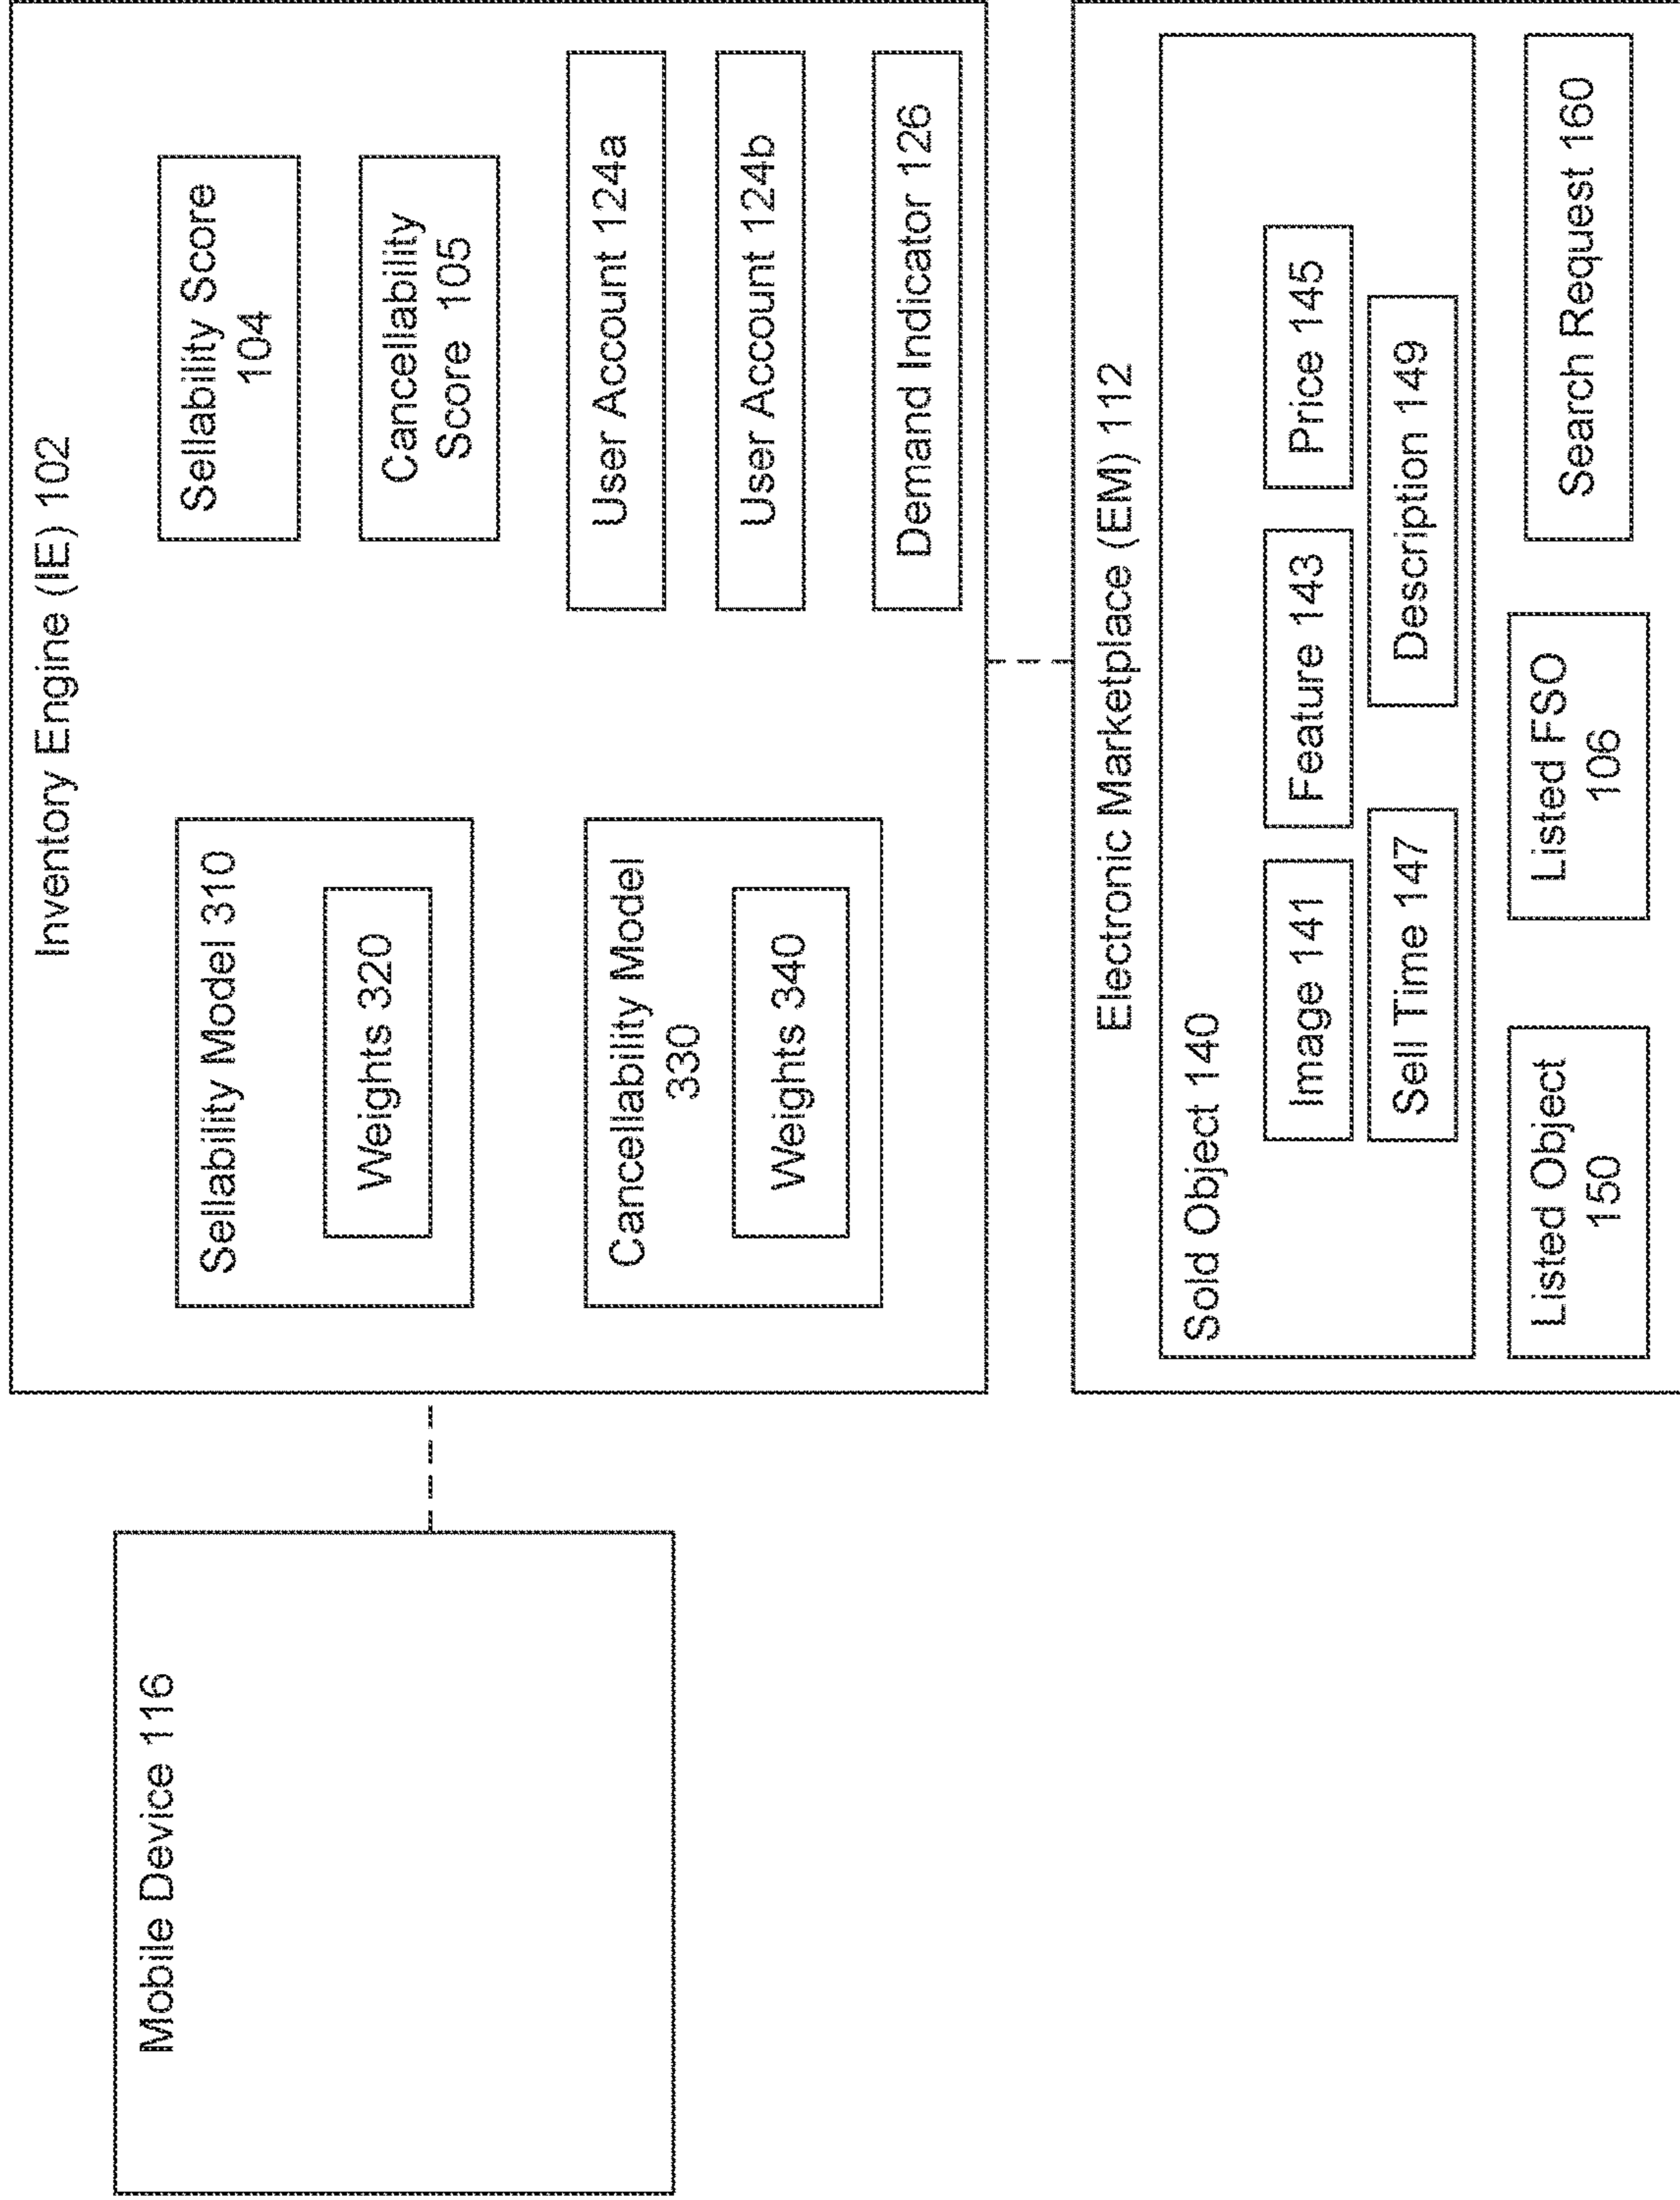 Mobile Device 116
Inventory Engine (IE) 102
Sellability Model 310
Weights 320
Cancellability Model
330
Weights 340
Sellability Score
104
Cancellability
Score 105
User Account 124a
User Account 124b
Demand Indicator 126
Electronic Marketplace (EM) 112
Sold Object 140
Image 141
Feature 143
Price 145
Sell Time 147
Description 149
Listed Object
150
Listed FSO
106
Search Request 160